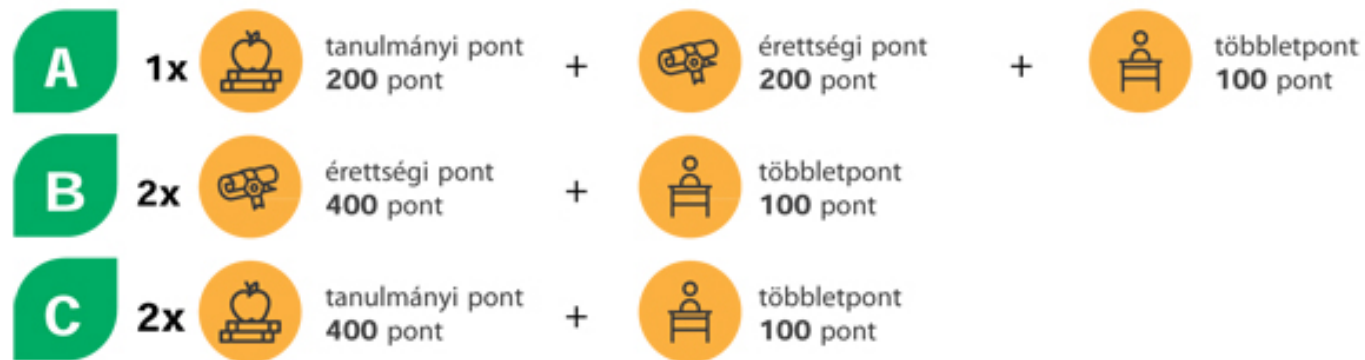 A 1x tanulmányi pont + érettségi pont + többletpont
200 pont 200 pont 100 pont
B 2x érettségi pont + többletpont
400 pont 100 pont
C 2x tanulmányi pont + többletpont
400 pont 100 pont